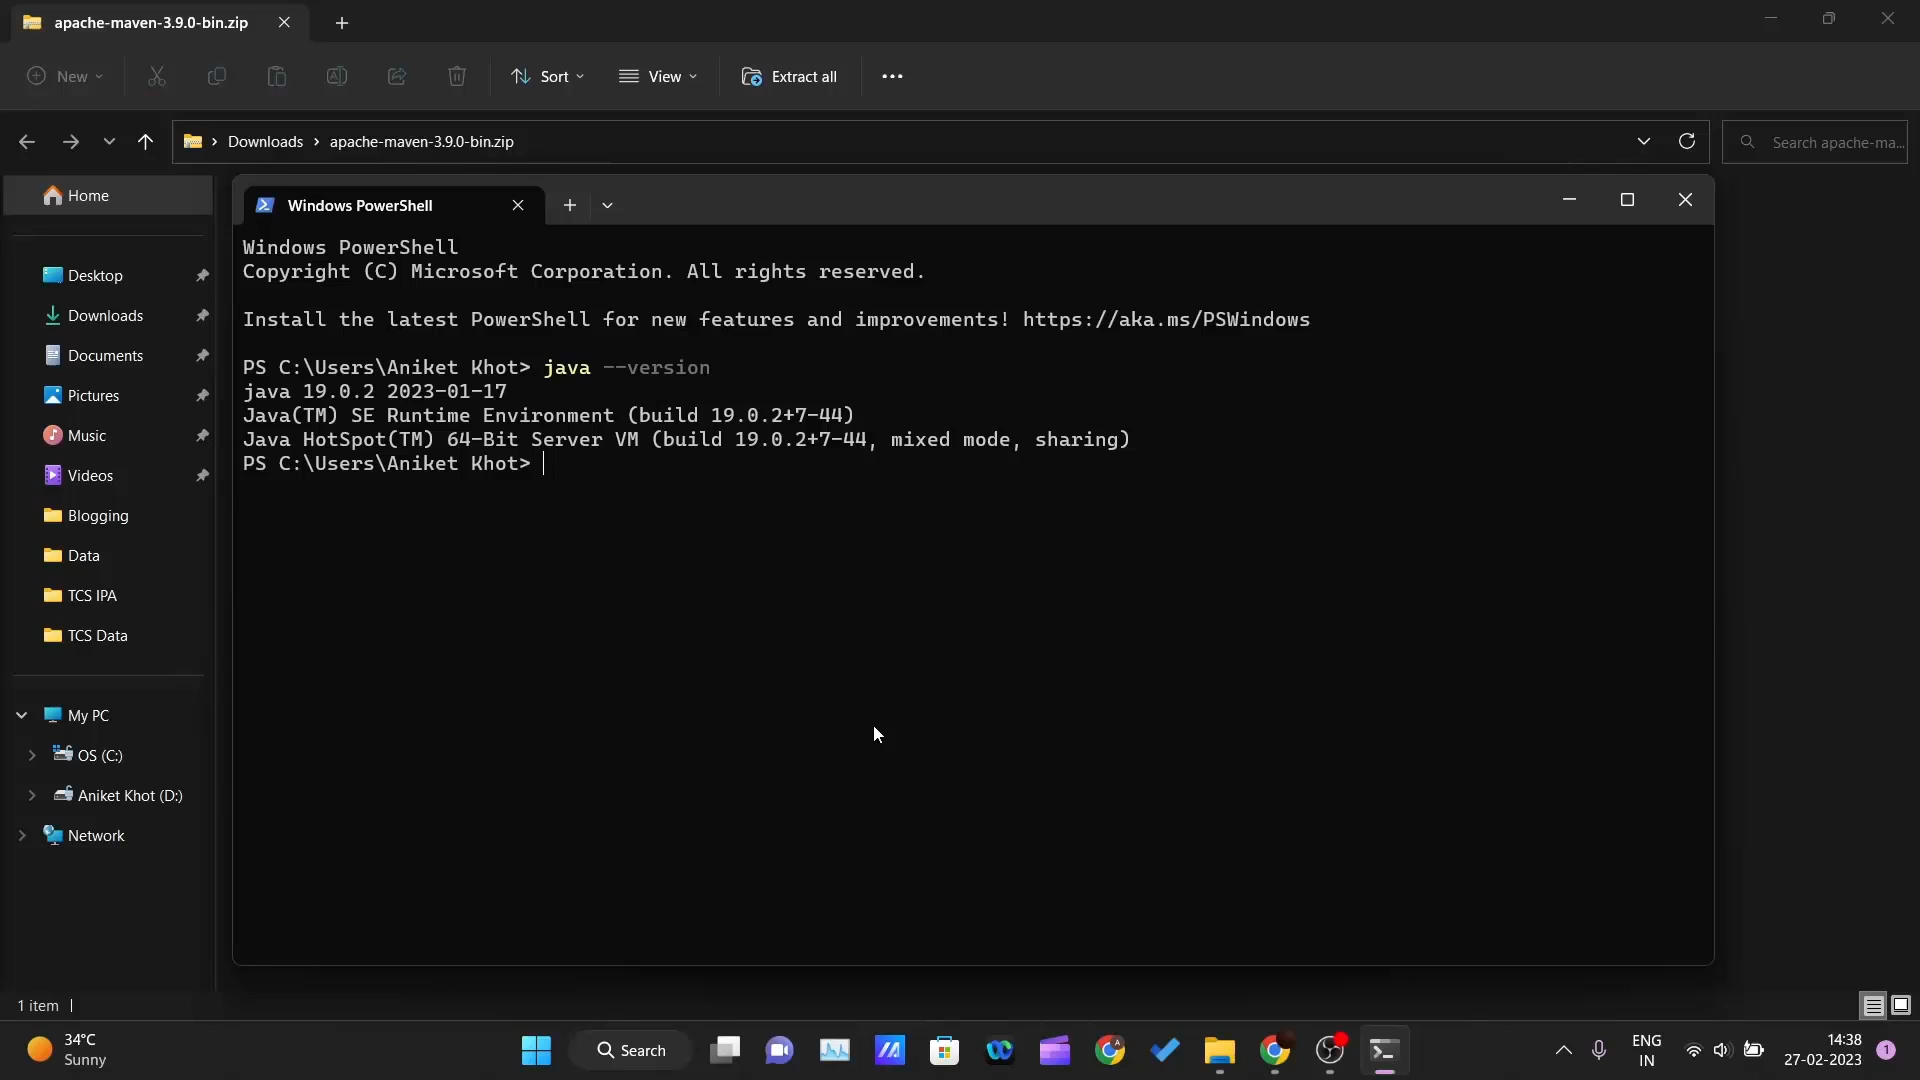 apache-maven-3.9.0-bin.zip
New
Sort
View
Extract all
Downloads
apache-maven-3.9.0-bin.zip
Search apache-ma...
Home
Desktop
Downloads
Documents
Pictures
Music
Videos
Blogging
Data
TCS IPA
TCS Data
My PC
OS (C:)
Aniket Khot (D:)
Network
Windows PowerShell
Windows PowerShell
Copyright (C) Microsoft Corporation. All rights reserved.
Install the latest PowerShell for new features and improvements! https://aka.ms/PSWindows
PS C:\Users\Aniket Khot> java --version
java 19.0.2 2023-01-17
Java(TM) SE Runtime Environment (build 19.0.2+7-44)
Java HotSpot(TM) 64-Bit Server VM (build 19.0.2+7-44, mixed mode, sharing)
PS C:\Users\Aniket Khot>
1 item
34°C
Sunny
Search
A
ENG
IN
14:38
27-02-2023
1